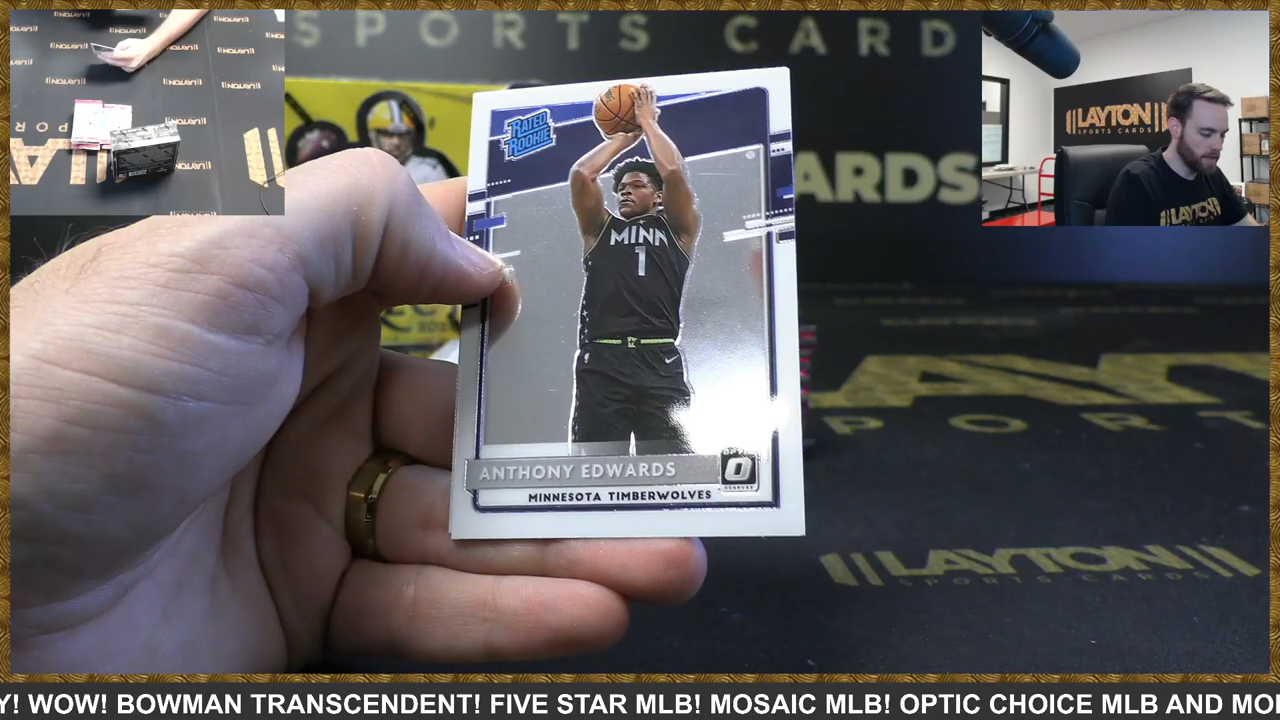 SPORTS CARD
ARDS
LAYTON
SPORTS CARDS
RATED
ROOKIE
MINN
1
ANTHONY EDWARDS
MINNESOTA TIMBERWOLVES
O
DONRUSS
LAYTON
LAYTON
SPORTS CARDS
Y! WOW! BOWMAN TRANSCENDENT! FIVE STAR MLB! MOSAIC MLB! OPTIC CHOICE MLB AND MO